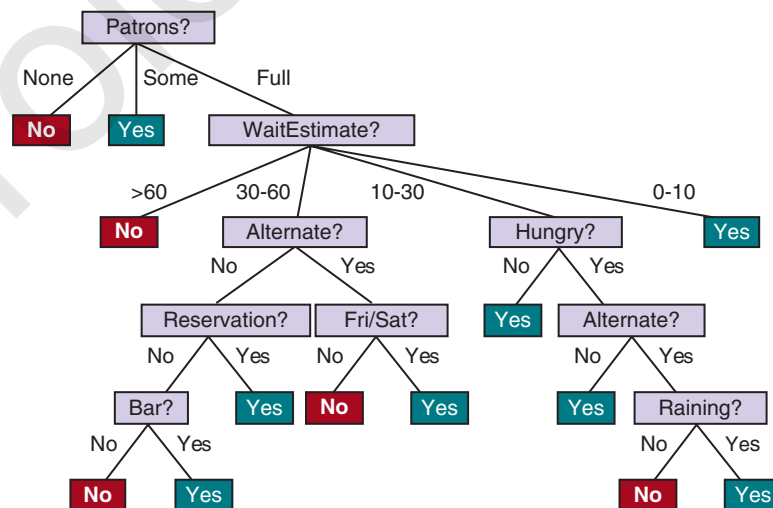 Patrons?
None Some Full
No Yes WaitEstimate?
>60 30-60 10-30 0-10
No Alternate? Hungry? Yes
No Yes No Yes
Reservation? Fri/Sat? Yes Alternate?
No Yes No Yes No Yes
Bar? Yes No Yes Yes Raining?
No Yes No Yes
No Yes No Yes